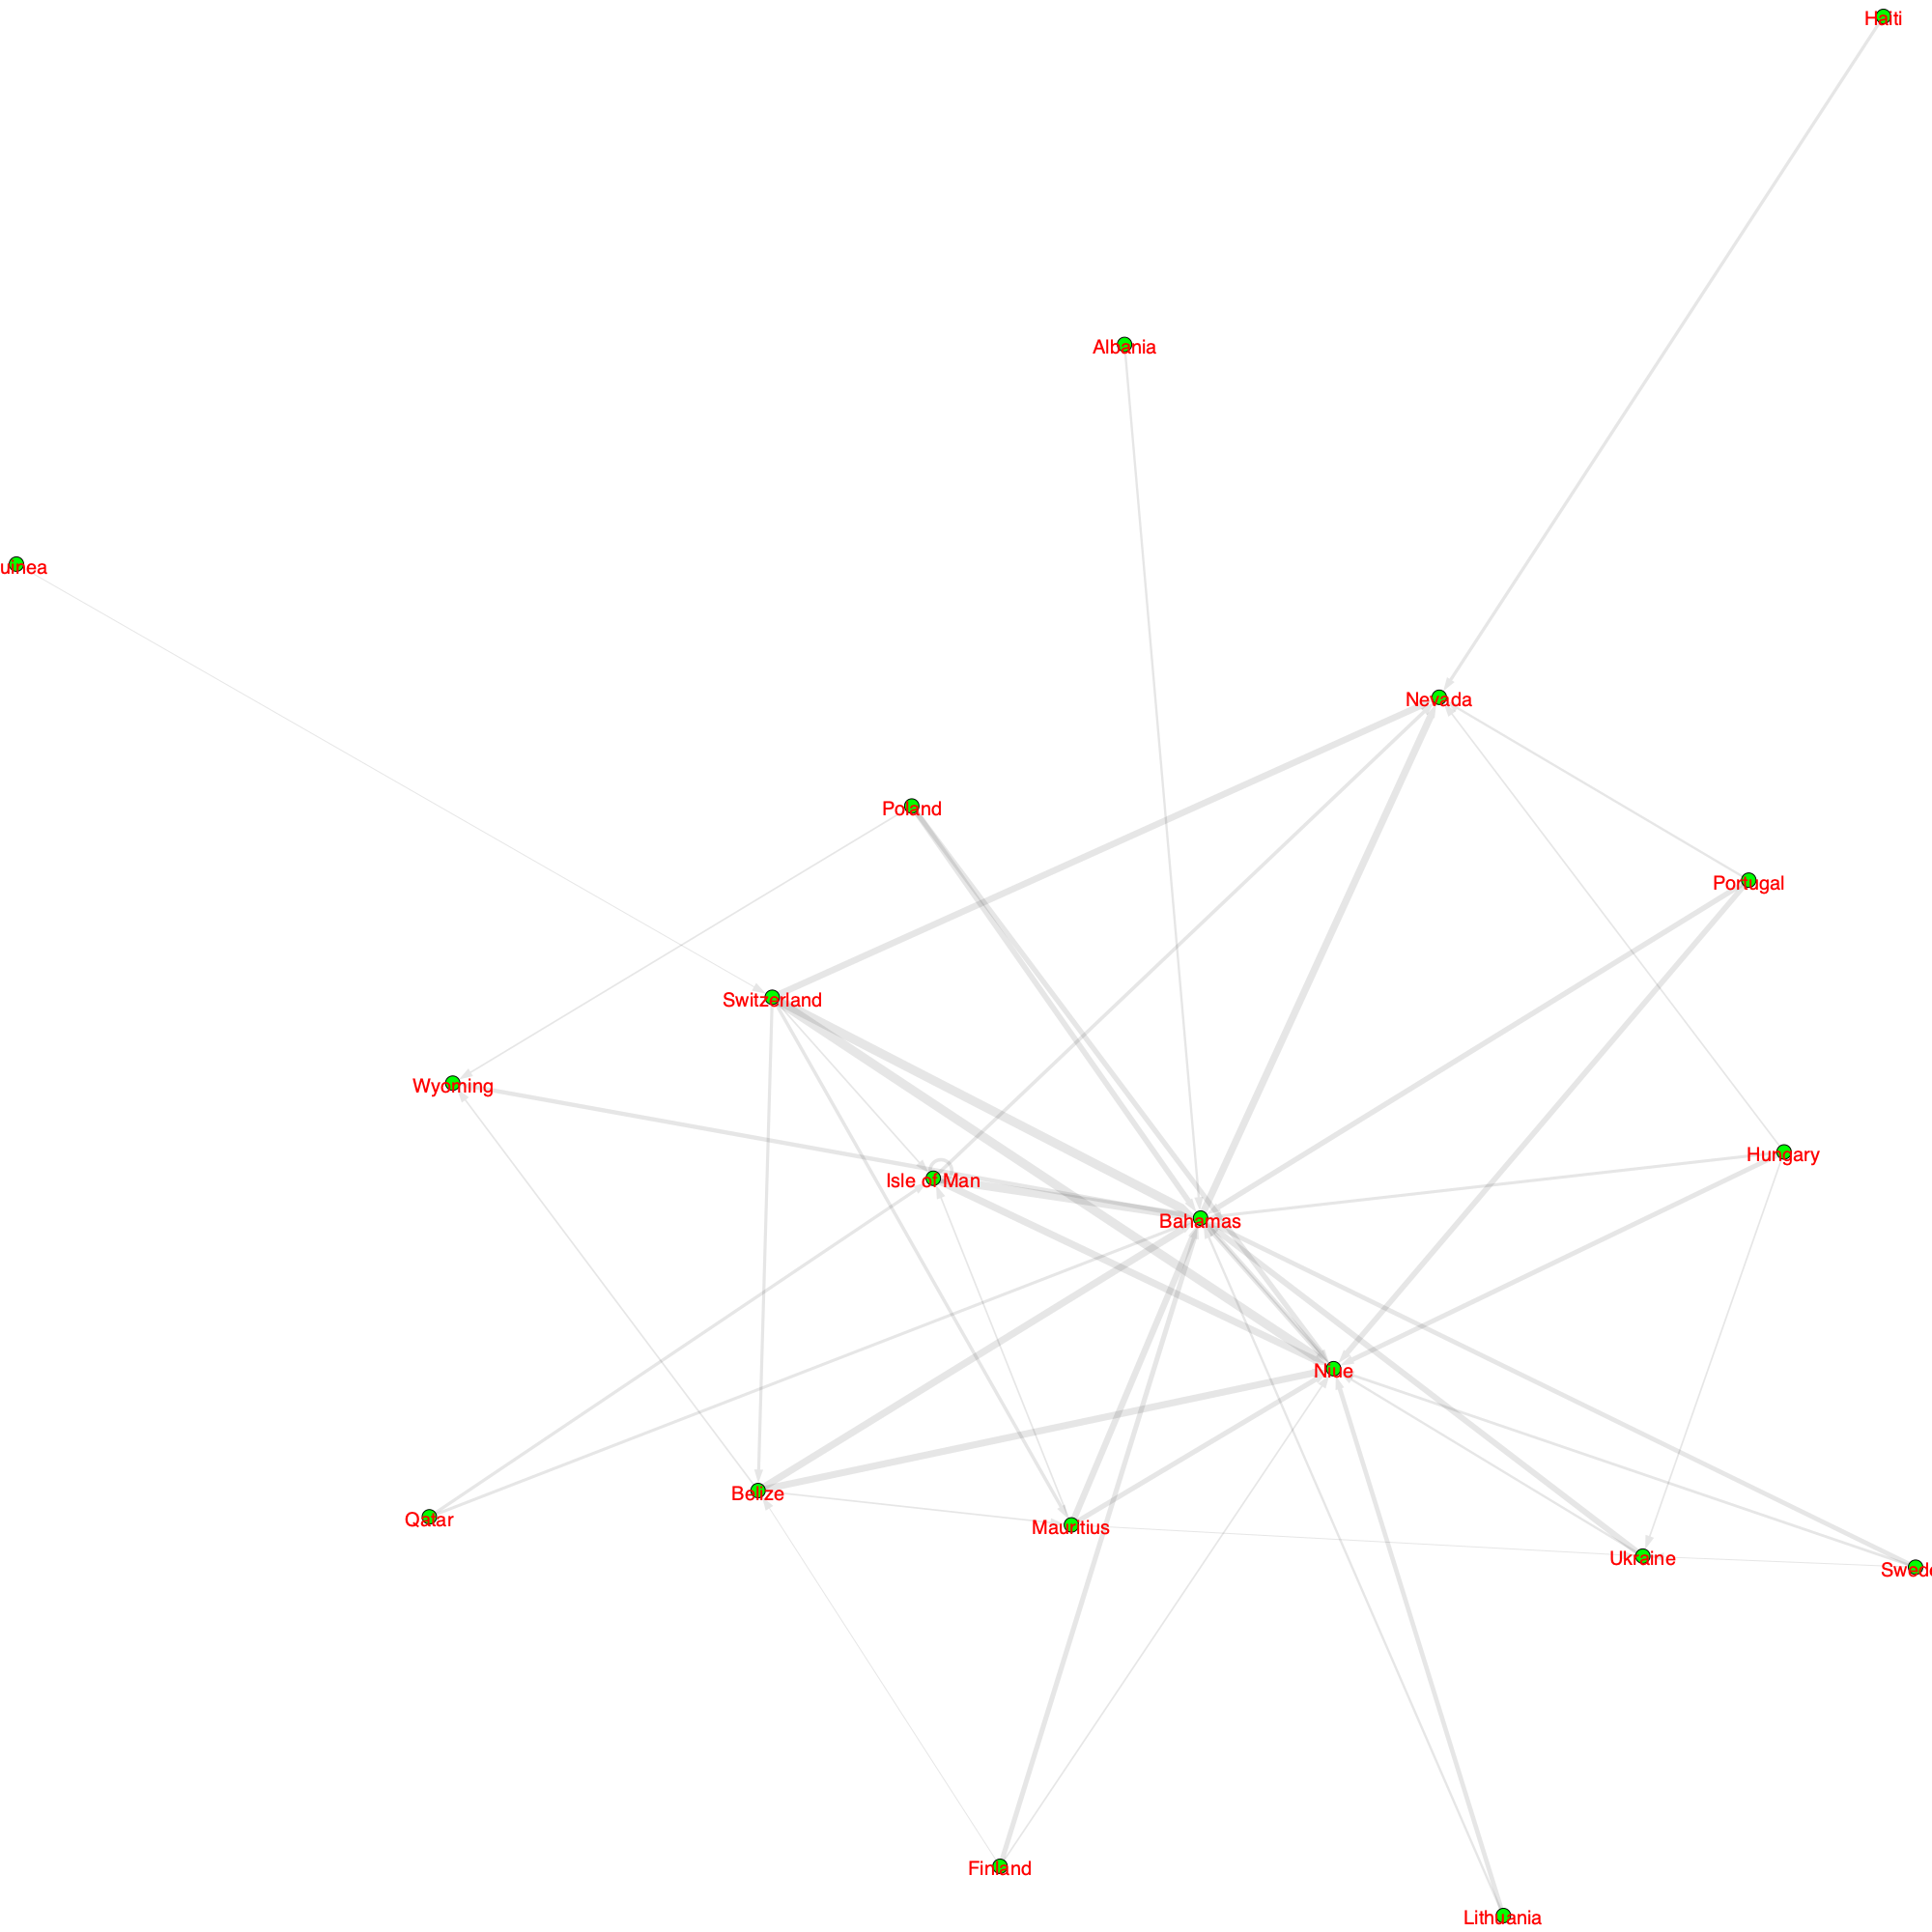 Haiti
Albania
uinea
Nevada
Poland
Portugal
Switzerland
Wyoming
Hungary
Isle of Man
Bahamas
Niue
Belize
Qatar
Mauritius
Ukraine
Swed
Finland
Lithuania